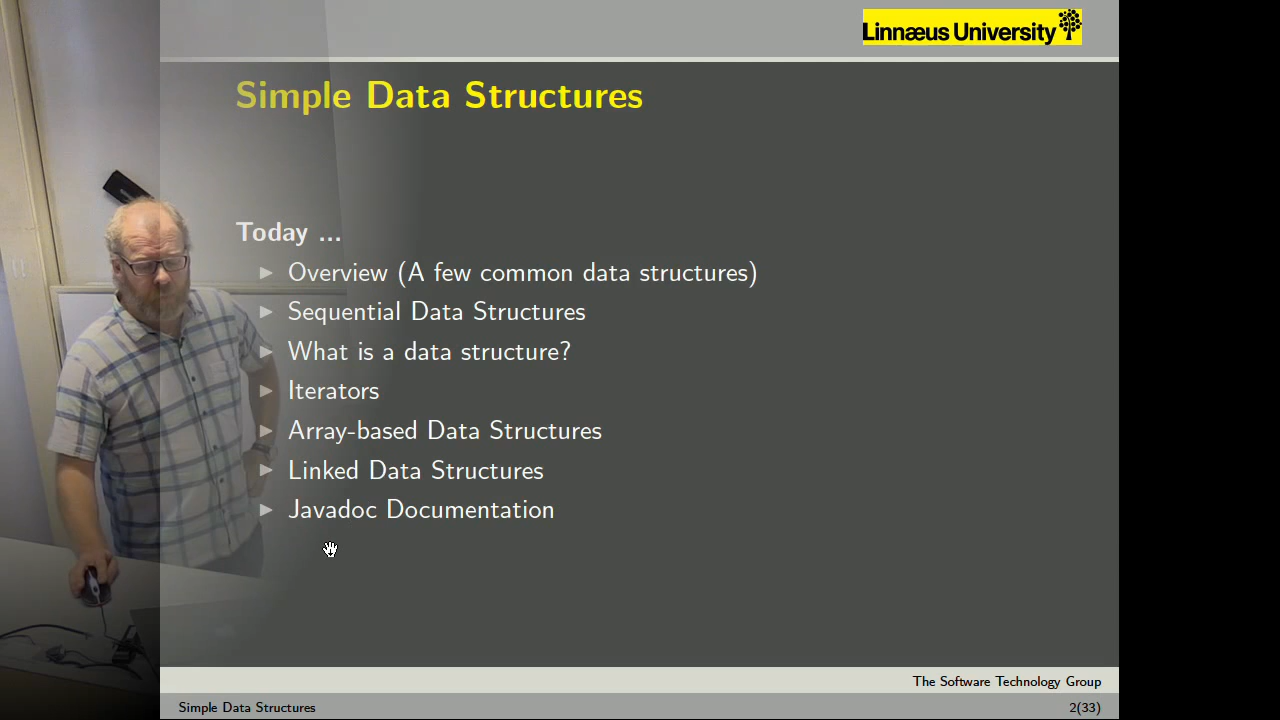 Linnæus University
Simple Data Structures
Today ...
Overview (A few common data structures)
Sequential Data Structures
What is a data structure?
Iterators
Array-based Data Structures
Linked Data Structures
Javadoc Documentation
The Software Technology Group
Simple Data Structures
2(33)